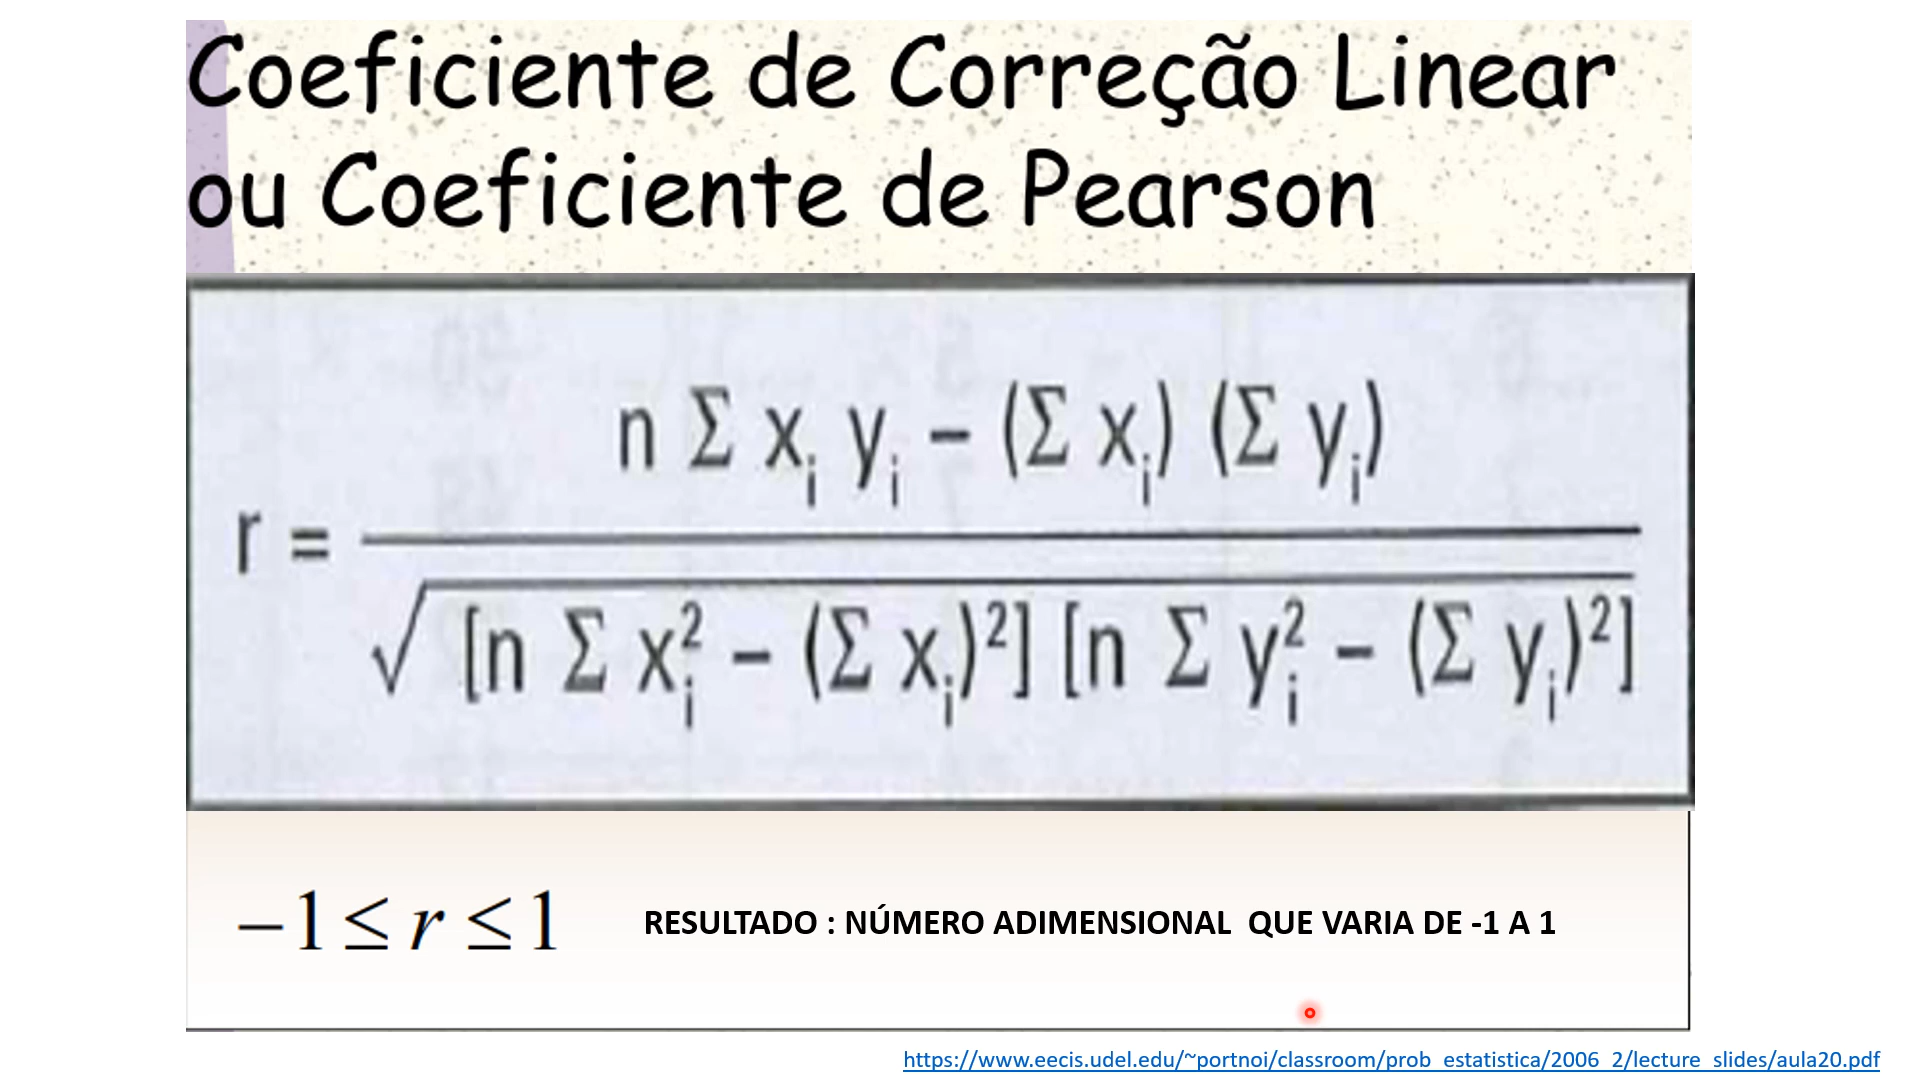 Coeficiente de Correção Linear
ou Coeficiente de Pearson
n Σ xᵢ yᵢ – (Σ xᵢ) (Σ yᵢ)
r =
√ [n Σ xᵢ² – (Σ xᵢ)²] [n Σ yᵢ² – (Σ yᵢ)²]
−1 ≤ r ≤ 1 RESULTADO : NÚMERO ADIMENSIONAL QUE VARIA DE -1 A 1
https://www.eecis.udel.edu/~portnoi/classroom/prob_estatistica/2006_2/lecture_slides/aula20.pdf